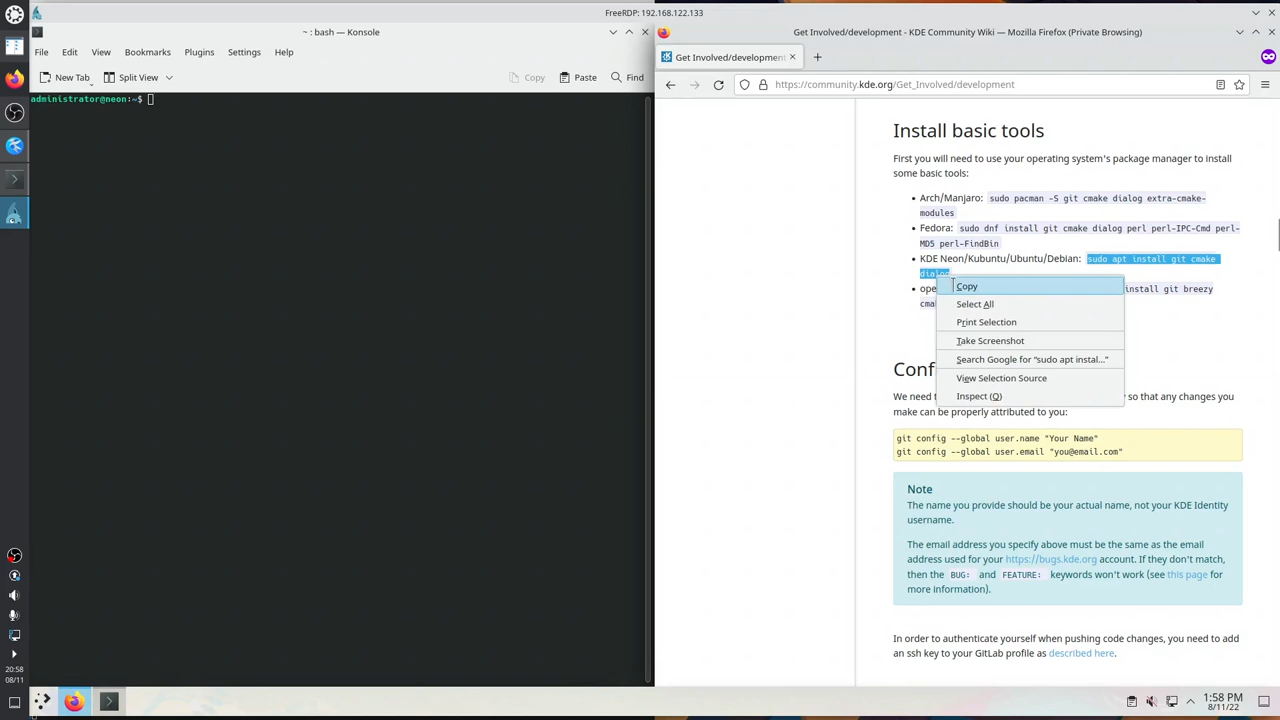 FreeRDP: 192.168.122.133
~ : bash — Konsole
File Edit View Bookmarks Plugins Settings Help
New Tab Split View Copy Paste Find
administrator@neon:~$
Get Involved/development - KDE Community Wiki — Mozilla Firefox (Private Browsing)
Get Involved/development
https://community.kde.org/Get_Involved/development
Install basic tools
First you will need to use your operating system's package manager to install
some basic tools:
Arch/Manjaro: sudo pacman -S git cmake dialog extra-cmake-
modules
Fedora: sudo dnf install git cmake dialog perl perl-IPC-Cmd perl-
MD5 perl-FindBin
KDE Neon/Kubuntu/Ubuntu/Debian: sudo apt install git cmake
dialog
ope install git breezy
cma
Copy
Select All
Print Selection
Take Screenshot
Search Google for “sudo apt instal...”
View Selection Source
Inspect (Q)
Conf
We need so that any changes you
make can be properly attributed to you:
git config --global user.name "Your Name"
git config --global user.email "you@email.com"
Note
The name you provide should be your actual name, not your KDE Identity
username.
The email address you specify above must be the same as the email
address used for your https://bugs.kde.org account. If they don't match,
then the BUG: and FEATURE: keywords won't work (see this page for
more information).
In order to authenticate yourself when pushing code changes, you need to add
an ssh key to your GitLab profile as described here.
20:58
08/11
1:58 PM
8/11/22